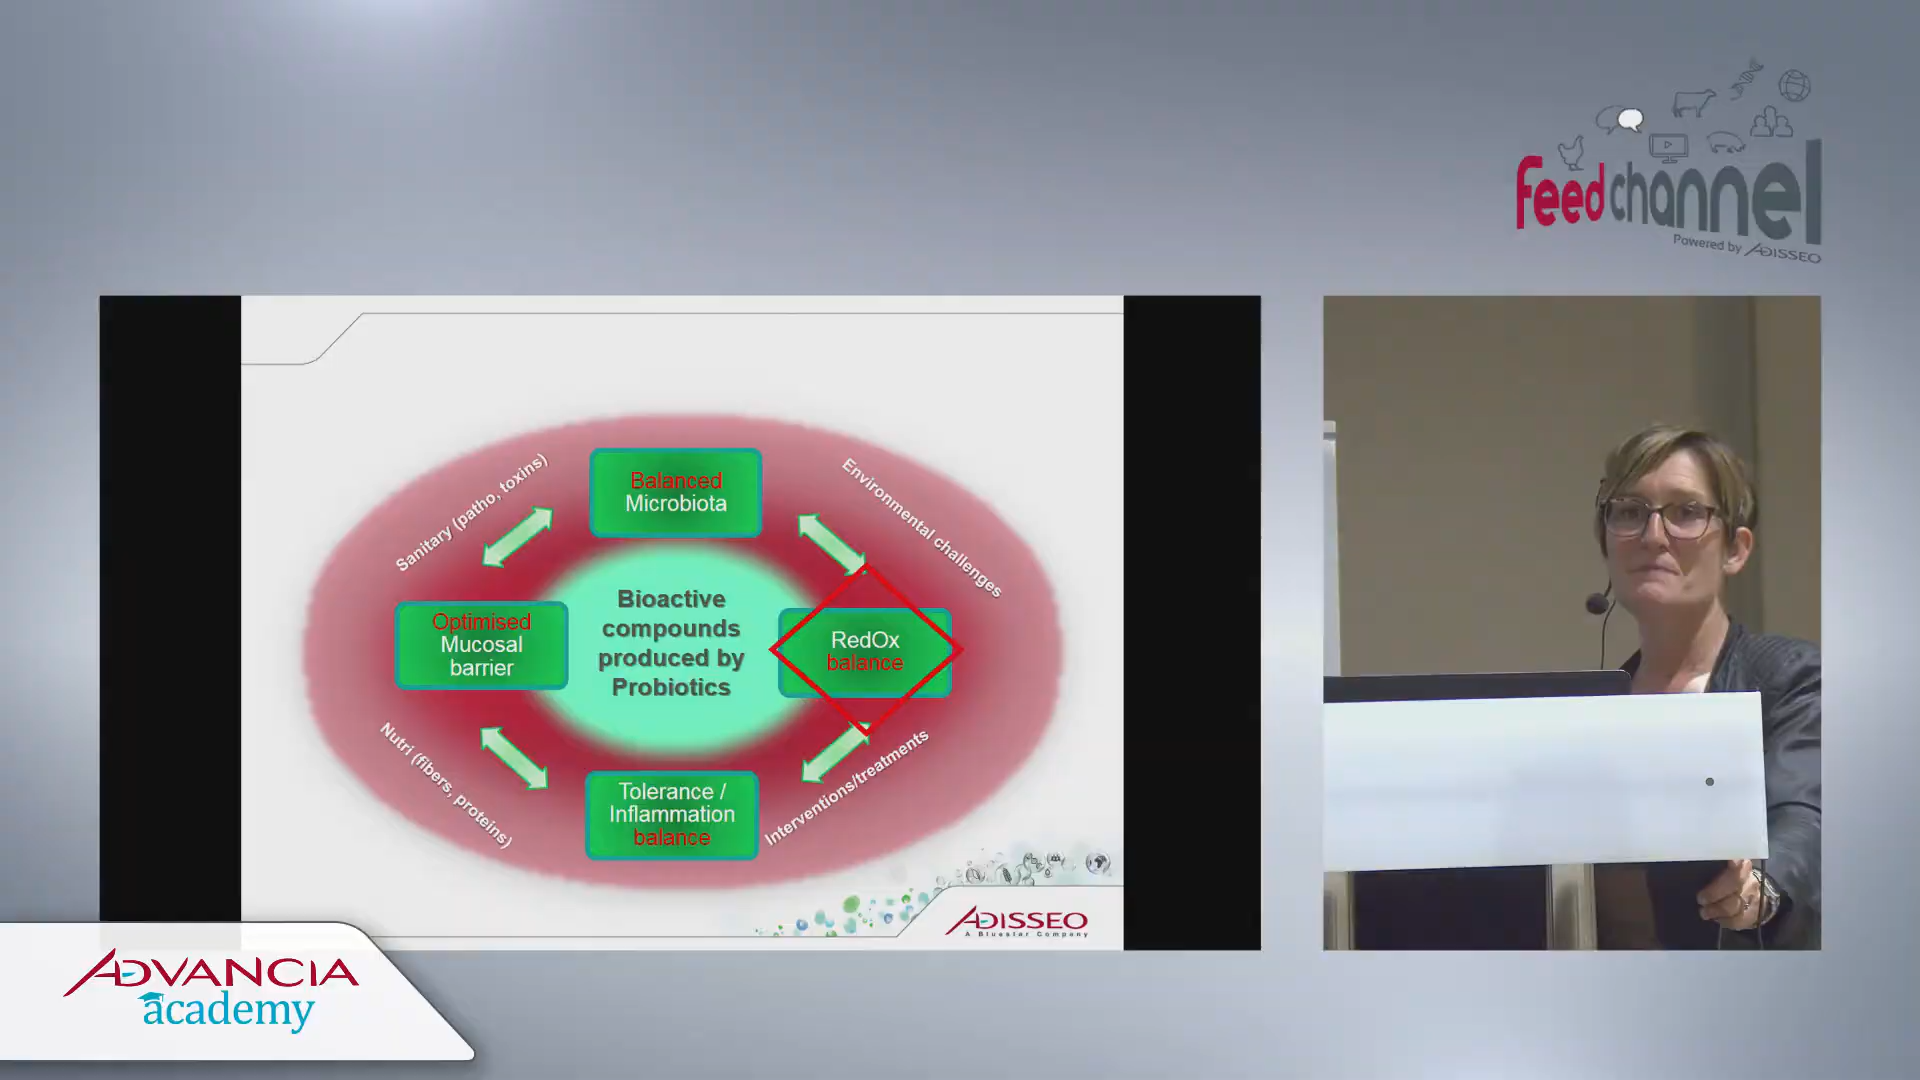 feedchannel
Powered by ADISSEO
Sanitary (patho, toxins)
Balanced
Microbiota
Environmental challenges
Optimised
Mucosal
barrier
Bioactive
compounds
produced by
Probiotics
RedOx
balance
Nutri (fibers, proteins)
Tolerance /
Inflammation
balance
Interventions/treatments
ADISSEO
A Bluestar Company
ADVANCIA
academy